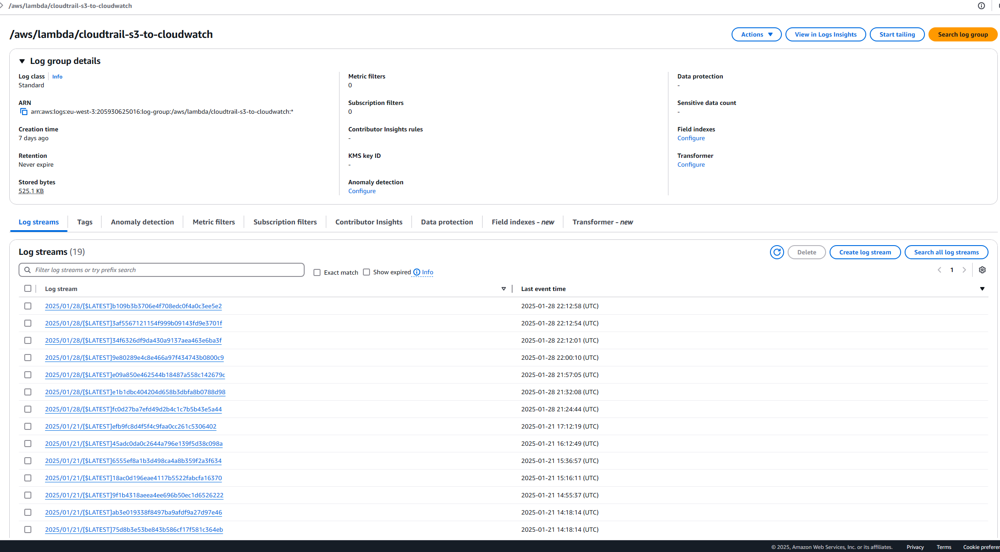 /aws/lambda/cloudtrail-s3-to-cloudwatch
/aws/lambda/cloudtrail-s3-to-cloudwatch
Actions
View in Logs Insights
Start tailing
Search log group
Log group details
Log class
Info
Standard
ARN
arn:aws:logs:eu-west-3:205930625016:log-group:/aws/lambda/cloudtrail-s3-to-cloudwatch:*
Creation time
7 days ago
Retention
Never expire
Stored bytes
525,1 KB
Metric filters
0
Subscription filters
0
Contributor Insights rules
-
KMS key ID
-
Anomaly detection
Configure
Data protection
-
Sensitive data count
-
Field indexes
Configure
Transformer
Configure
Log streams
Tags
Anomaly detection
Metric filters
Subscription filters
Contributor Insights
Data protection
Field indexes - new
Transformer - new
Log streams (19)
Delete
Create log stream
Search all log streams
Filter log streams or try prefix search
Exact match
Show expired
Info
1
Log stream
Last event time
2025/01/28/[$LATEST]b109b3b3706e4f708edc0f4a0c3ee5e2 2025-01-28 22:12:58 (UTC)
2025/01/28/[$LATEST]3af5567121154f999b09143fd9e3701f 2025-01-28 22:12:54 (UTC)
2025/01/28/[$LATEST]34f6326df9da430a9137aea463e6ba3f 2025-01-28 22:12:01 (UTC)
2025/01/28/[$LATEST]9e80289e4c8e466a97f434743b0800c9 2025-01-28 22:00:10 (UTC)
2025/01/28/[$LATEST]e09a850e462544b18487a558c142679c 2025-01-28 21:57:05 (UTC)
2025/01/28/[$LATEST]e1b1dbc404204d658b3dbfa8b0788d98 2025-01-28 21:32:08 (UTC)
2025/01/28/[$LATEST]fc0d27ba7efd49d2b4c1c7b5b43e5a44 2025-01-28 21:24:44 (UTC)
2025/01/21/[$LATEST]efb9fc8d4f5f4c9faa0cc261c5306402 2025-01-21 17:12:19 (UTC)
2025/01/21/[$LATEST]45adc0da0c2644a796e139f5d38c098a 2025-01-21 16:12:49 (UTC)
2025/01/21/[$LATEST]6555ef8a1b3d498ca4a8b359f2a3f634 2025-01-21 15:36:57 (UTC)
2025/01/21/[$LATEST]18ac0d196eae4117b5522fabcfa16370 2025-01-21 15:16:11 (UTC)
2025/01/21/[$LATEST]9f1b4318aeea4ee696b50ec1d6526222 2025-01-21 14:55:37 (UTC)
2025/01/21/[$LATEST]ab3e019338f8497ba9afdf9a27d97e46 2025-01-21 14:18:14 (UTC)
2025/01/21/[$LATEST]75d8b3e53be843b586cf17f581c364eb 2025-01-21 14:18:14 (UTC)
© 2025, Amazon Web Services, Inc. or its affiliates.
Privacy
Terms
Cookie prefere